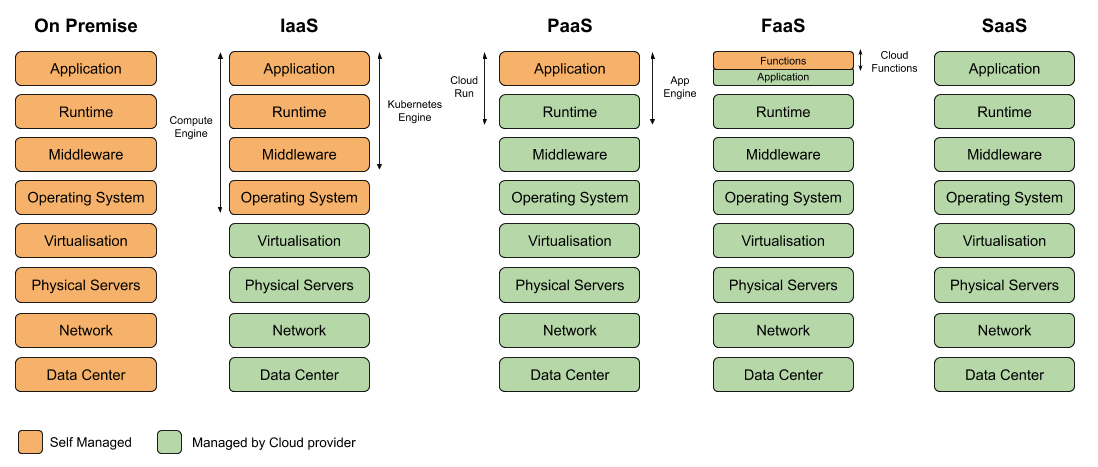 On Premise
IaaS
PaaS
FaaS
SaaS
Application
Runtime
Middleware
Operating System
Virtualisation
Physical Servers
Network
Data Center
Compute
Engine
Application
Runtime
Middleware
Operating System
Virtualisation
Physical Servers
Network
Data Center
Kubernetes
Engine
Cloud
Run
Application
Runtime
Middleware
Operating System
Virtualisation
Physical Servers
Network
Data Center
App
Engine
Functions
Application
Runtime
Middleware
Operating System
Virtualisation
Physical Servers
Network
Data Center
Cloud
Functions
Application
Runtime
Middleware
Operating System
Virtualisation
Physical Servers
Network
Data Center
Self Managed
Managed by Cloud provider